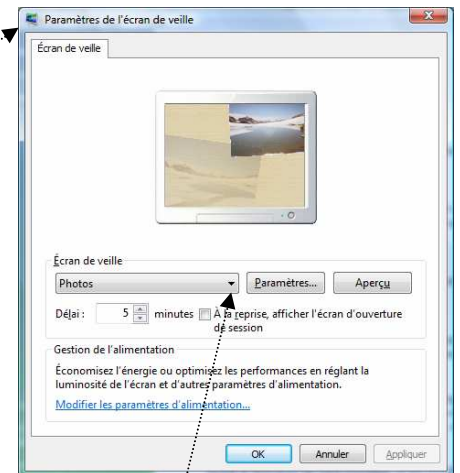 Paramètres de l'écran de veille
Écran de veille
Écran de veille
Photos
Paramètres...
Aperçu
Délai :
5
minutes
À la reprise, afficher l'écran d'ouverture
de session
Gestion de l'alimentation
Économisez l'énergie ou optimisez les performances en réglant la
luminosité de l'écran et d'autres paramètres d'alimentation.
Modifier les paramètres d'alimentation...
OK
Annuler
Appliquer